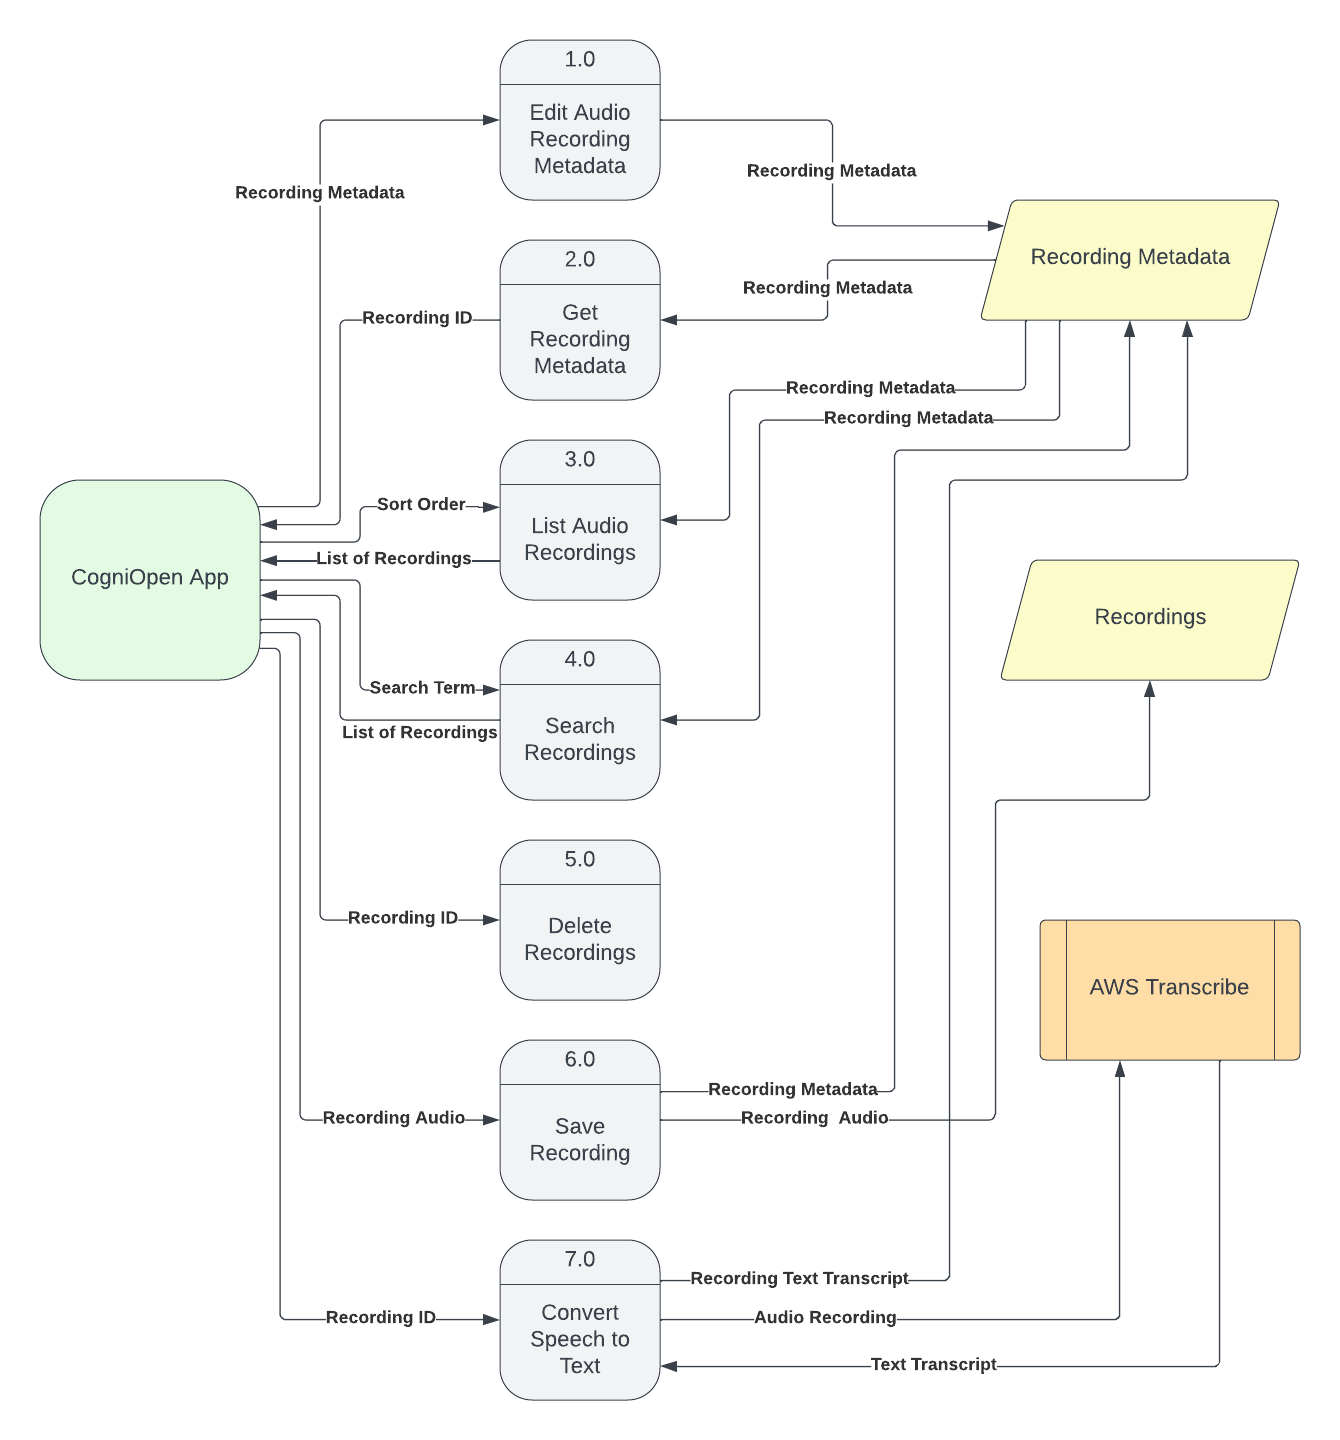 1.0
Edit Audio
Recording
Metadata
Recording Metadata
Recording Metadata
Recording Metadata
2.0
Get
Recording
Metadata
Recording ID
Recording Metadata
Recording Metadata
Recording Metadata
3.0
List Audio
Recordings
Sort Order
List of Recordings
CogniOpen App
Recordings
4.0
Search
Recordings
Search Term
List of Recordings
5.0
Delete
Recordings
Recording ID
AWS Transcribe
6.0
Save
Recording
Recording Audio
Recording Metadata
Recording  Audio
7.0
Convert
Speech to
Text
Recording ID
Recording Text Transcript
Audio Recording
Text Transcript